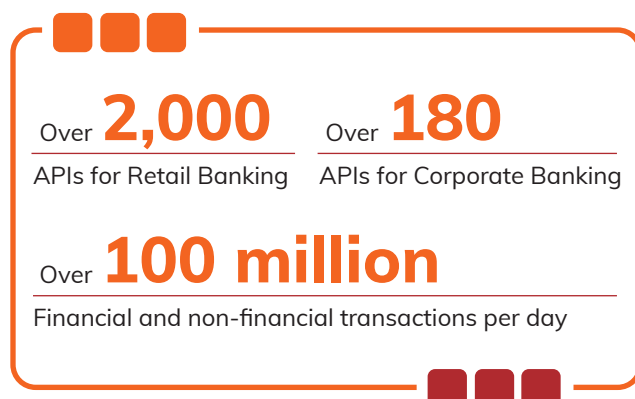 Over 2,000
APIs for Retail Banking
Over 180
APIs for Corporate Banking
Over 100 million
Financial and non-financial transactions per day